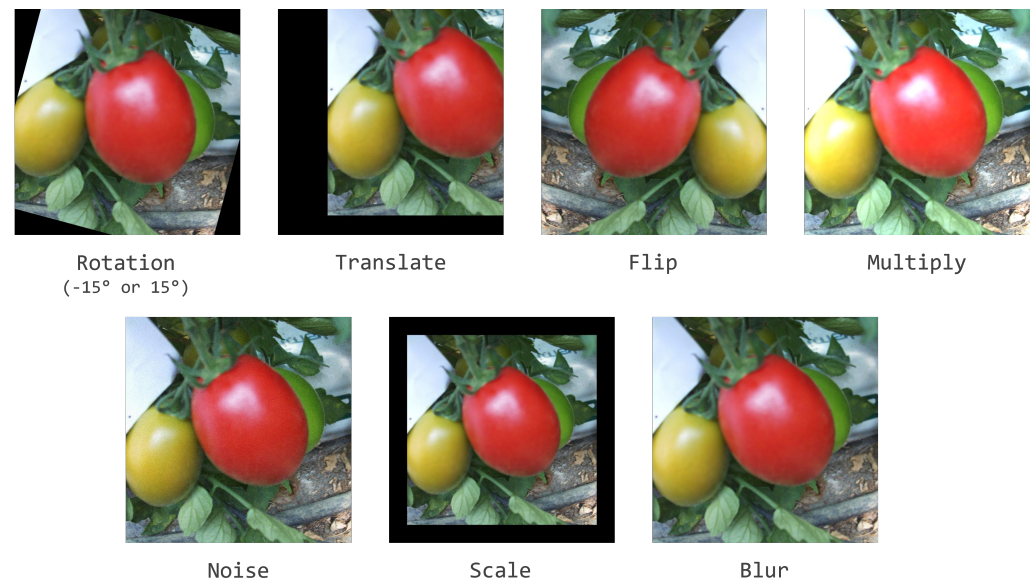 Rotation
(-15° or 15°)
Translate
Flip
Multiply
Noise
Scale
Blur